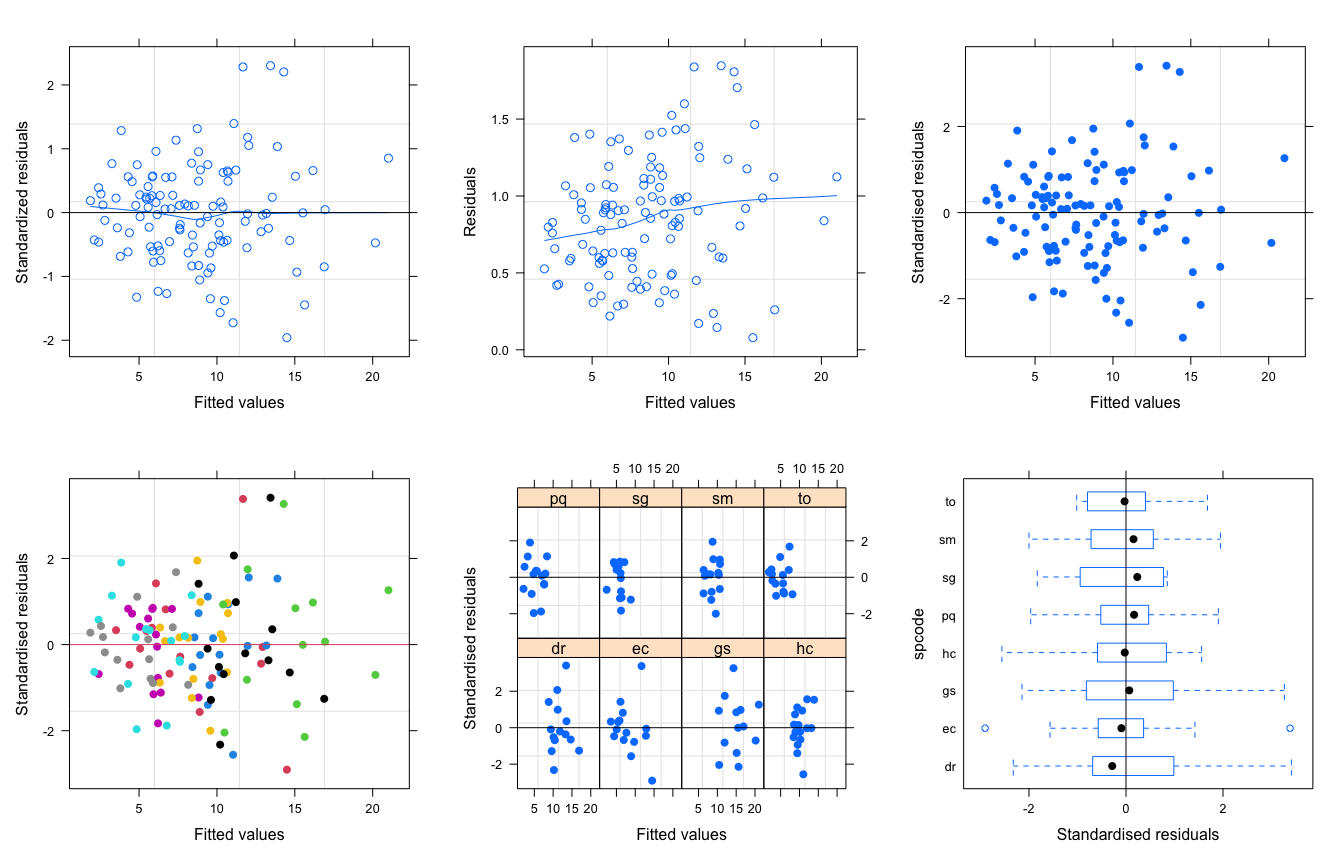 Standardized residuals
2
1
0
-1
-2
5 10 15 20
Fitted values
Residuals
1.5
1.0
0.5
0.0
5 10 15 20
Fitted values
Standardised residuals
2
0
-2
5 10 15 20
Fitted values
Standardised residuals
2
0
-2
5 10 15 20
Fitted values
Standardised residuals
5 10 15 20 5 10 15 20
pq sg sm to
2
0
-2
dr ec gs hc
2
0
-2
5 10 15 20 5 10 15 20
Fitted values
spcode
to
sm
sg
pq
hc
gs
ec
dr
-2 0 2
Standardised residuals